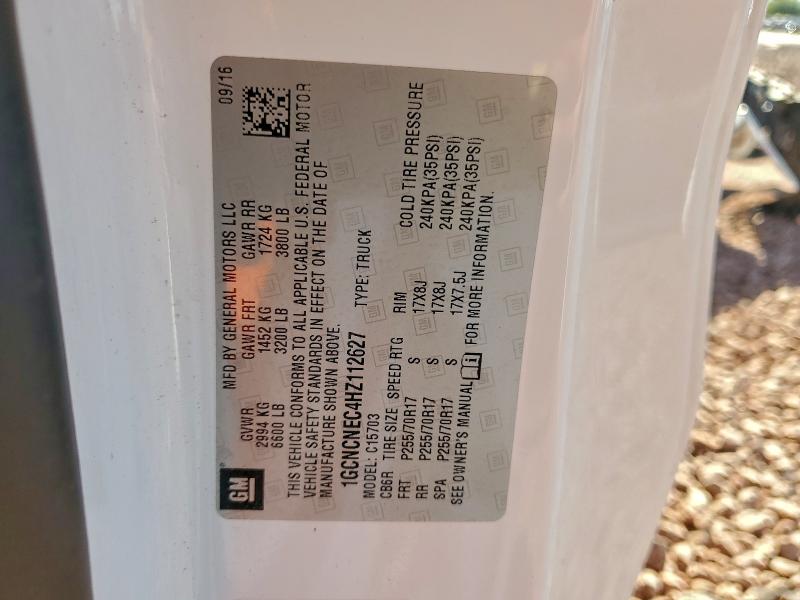 GM
MFD BY GENERAL MOTORS LLC 09/16
GVWR GAWR FRT GAWR RR
2994 KG 1452 KG 1724 KG
6600 LB 3200 LB 3800 LB
THIS VEHICLE CONFORMS TO ALL APPLICABLE U.S. FEDERAL MOTOR
VEHICLE SAFETY STANDARDS IN EFFECT ON THE DATE OF
MANUFACTURE SHOWN ABOVE.
1GCNCNEC4HZ112627 TYPE: TRUCK
MODEL: C15703
CB6R TIRE SIZE SPEED RTG RIM COLD TIRE PRESSURE
FRT P255/70R17 S 17X8J 240KPA(35PSI)
RR P255/70R17 S 17X8J 240KPA(35PSI)
SPA P255/70R17 S 17X7.5J 240KPA(35PSI)
SEE OWNER'S MANUAL FOR MORE INFORMATION.